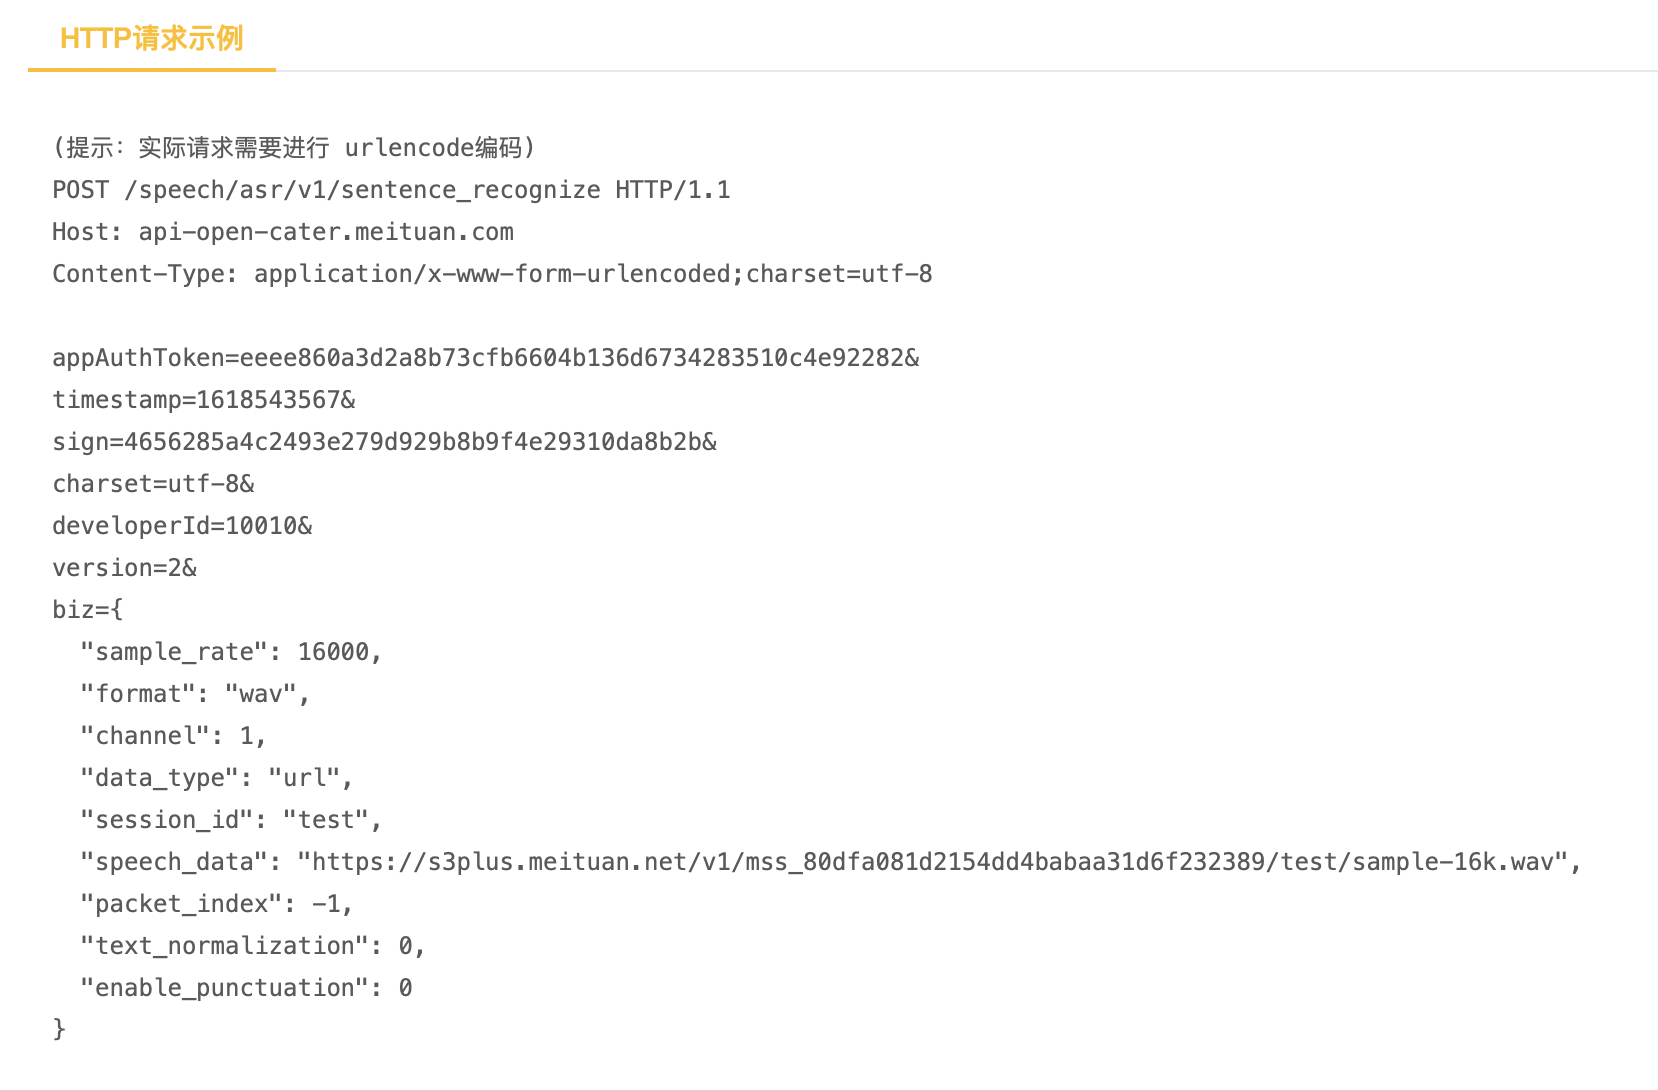 HTTP请求示例
(提示：实际请求需要进行 urlencode编码)
POST /speech/asr/v1/sentence_recognize HTTP/1.1
Host: api-open-cater.meituan.com
Content-Type: application/x-www-form-urlencoded;charset=utf-8
appAuthToken=eeee860a3d2a8b73cfb6604b136d6734283510c4e92282&
timestamp=1618543567&
sign=4656285a4c2493e279d929b8b9f4e29310da8b2b&
charset=utf-8&
developerId=10010&
version=2&
biz={
  "sample_rate": 16000,
  "format": "wav",
  "channel": 1,
  "data_type": "url",
  "session_id": "test",
  "speech_data": "https://s3plus.meituan.net/v1/mss_80dfa081d2154dd4babaa31d6f232389/test/sample-16k.wav",
  "packet_index": -1,
  "text_normalization": 0,
  "enable_punctuation": 0
}